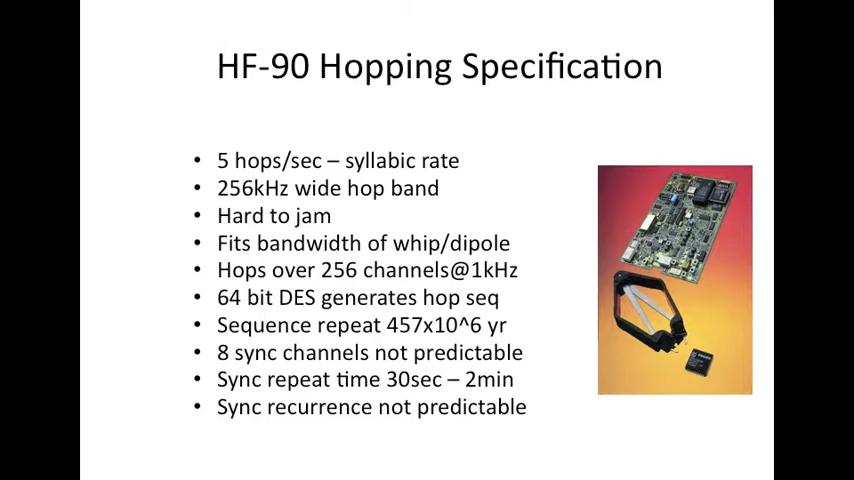 HF-90 Hopping Specification
• 5 hops/sec – syllabic rate
• 256kHz wide hop band
• Hard to jam
• Fits bandwidth of whip/dipole
• Hops over 256 channels@1kHz
• 64 bit DES generates hop seq
• Sequence repeat 457x10^6 yr
• 8 sync channels not predictable
• Sync repeat time 30sec – 2min
• Sync recurrence not predictable